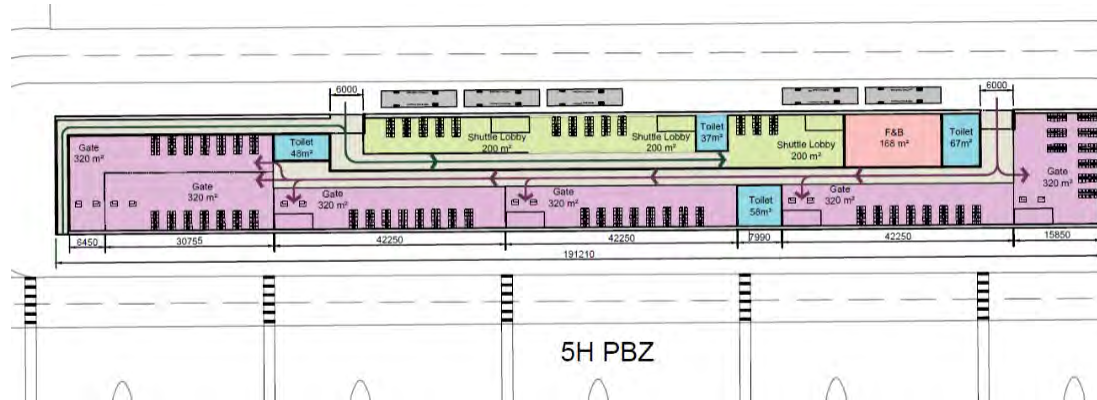 6000
6000
Toilet
37m²
Gate
320 m²
Toilet
48m²
Shuttle Lobby
200 m²
Shuttle Lobby
200 m²
Shuttle Lobby
200 m²
F&B
168 m²
Toilet
67m²
Gate
320 m²
Gate
320 m²
Gate
320 m²
Gate
320 m²
Toilet
58m²
Gate
320 m²
6450
30755
42250
42250
7990
42250
15850
191210
5H PBZ